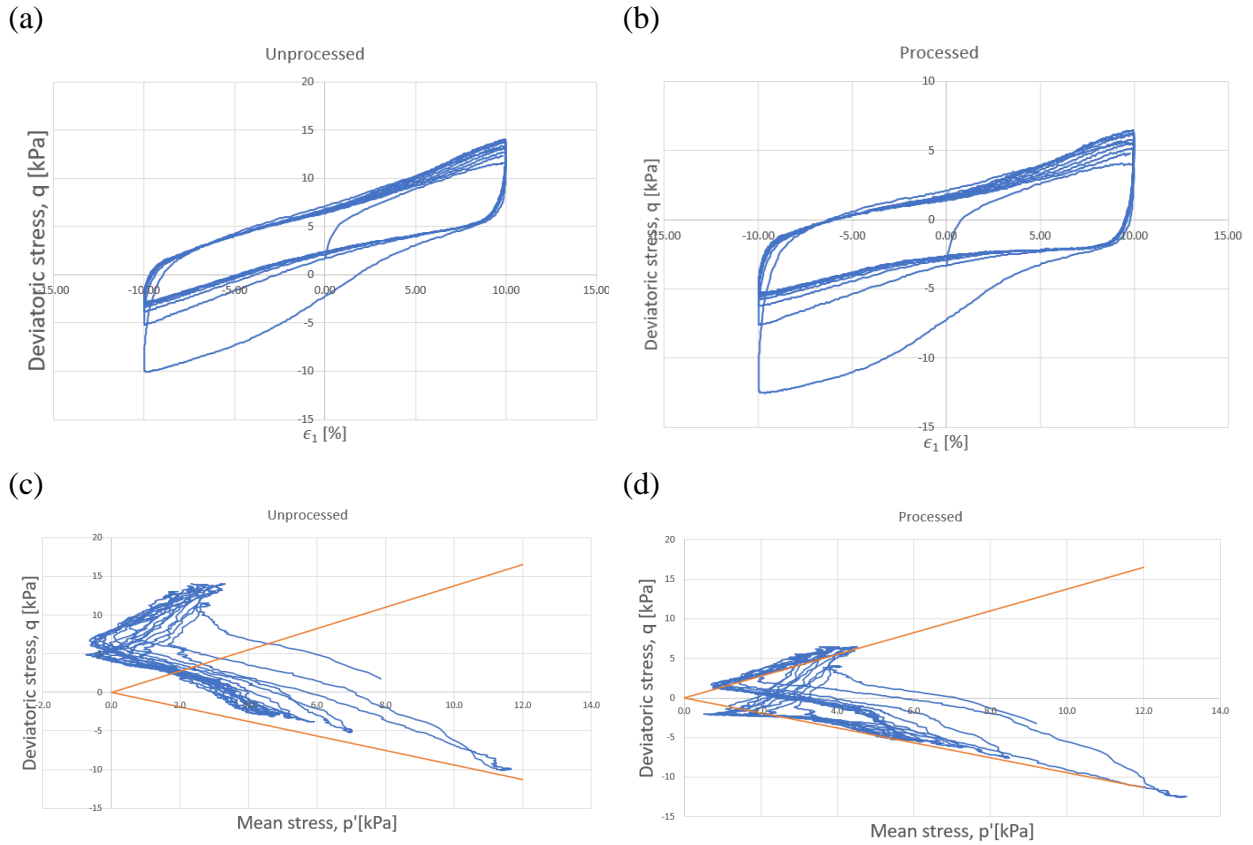 (a)
(b)
Unprocessed
Processed
20
15
10
5
0
-5
-10
-15
-15.00 -10.00 -5.00 0.00 5.00 10.00 15.00
Deviatoric stress, q [kPa]
ϵ1 [%]
10
5
0
-5
-10
-15
-15.00 -10.00 -5.00 0.00 5.00 10.00 15.00
Deviatoric stress, q [kPa]
ϵ1 [%]
(c)
(d)
Unprocessed
Processed
20
15
10
5
0
-5
-10
-15
-2.0 0.0 2.0 4.0 6.0 8.0 10.0 12.0 14.0
Deviatoric stress, q [kPa]
Mean stress, p'[kPa]
20
15
10
5
0
-5
-10
-15
0.0 2.0 4.0 6.0 8.0 10.0 12.0 14.0
Deviatoric stress, q [kPa]
Mean stress, p'[kPa]